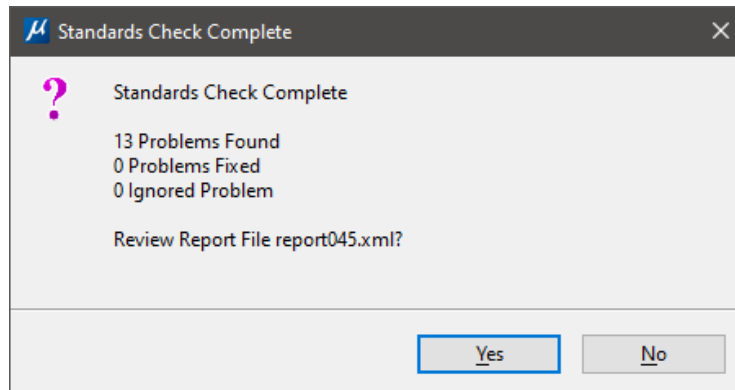 Standards Check Complete
Standards Check Complete
13 Problems Found
0 Problems Fixed
0 Ignored Problem
Review Report File report045.xml?
Yes
No